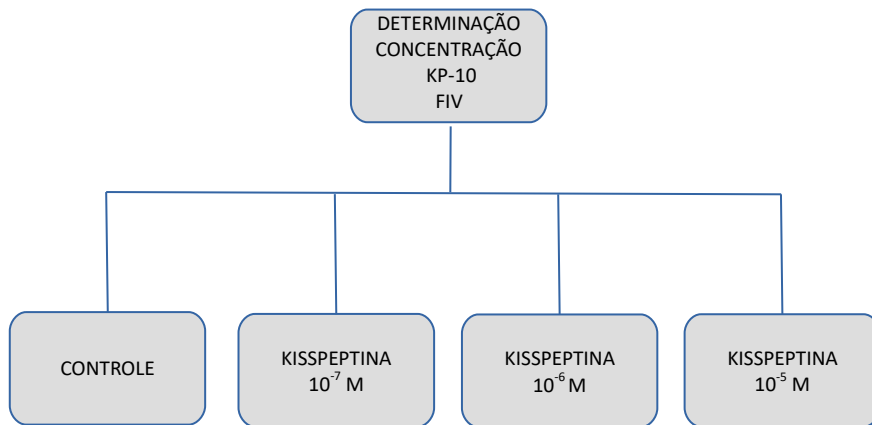 DETERMINAÇÃO
CONCENTRAÇÃO
KP-10
FIV
CONTROLE
KISSPEPTINA
10⁻⁷ M
KISSPEPTINA
10⁻⁶ M
KISSPEPTINA
10⁻⁵ M